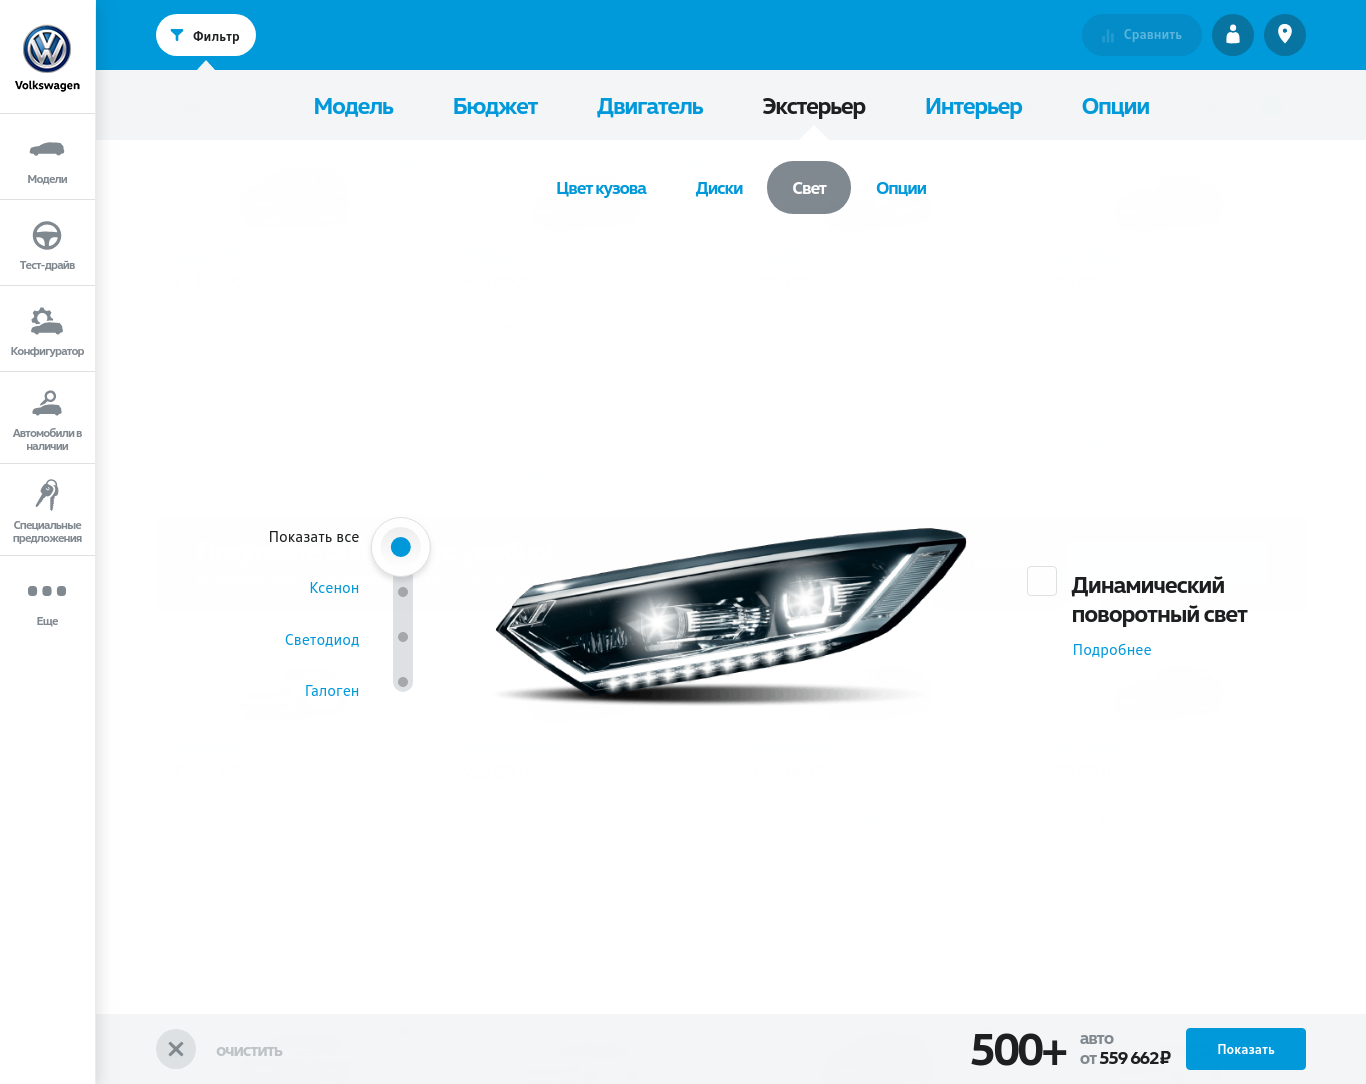 Volkswagen
Модели
Тест-драйв
Конфигуратор
Автомобили в
наличии
Специальные
предложения
Еще
Фильтр
Сравнить
Модель Бюджет Двигатель Экстерьер Интерьер Опции
Цвет кузова Диски Свет Опции
Показать все
Ксенон
Светодиод
Галоген
Динамический
поворотный свет
Подробнее
очистить
500+
авто
от 559 662₽
Показать